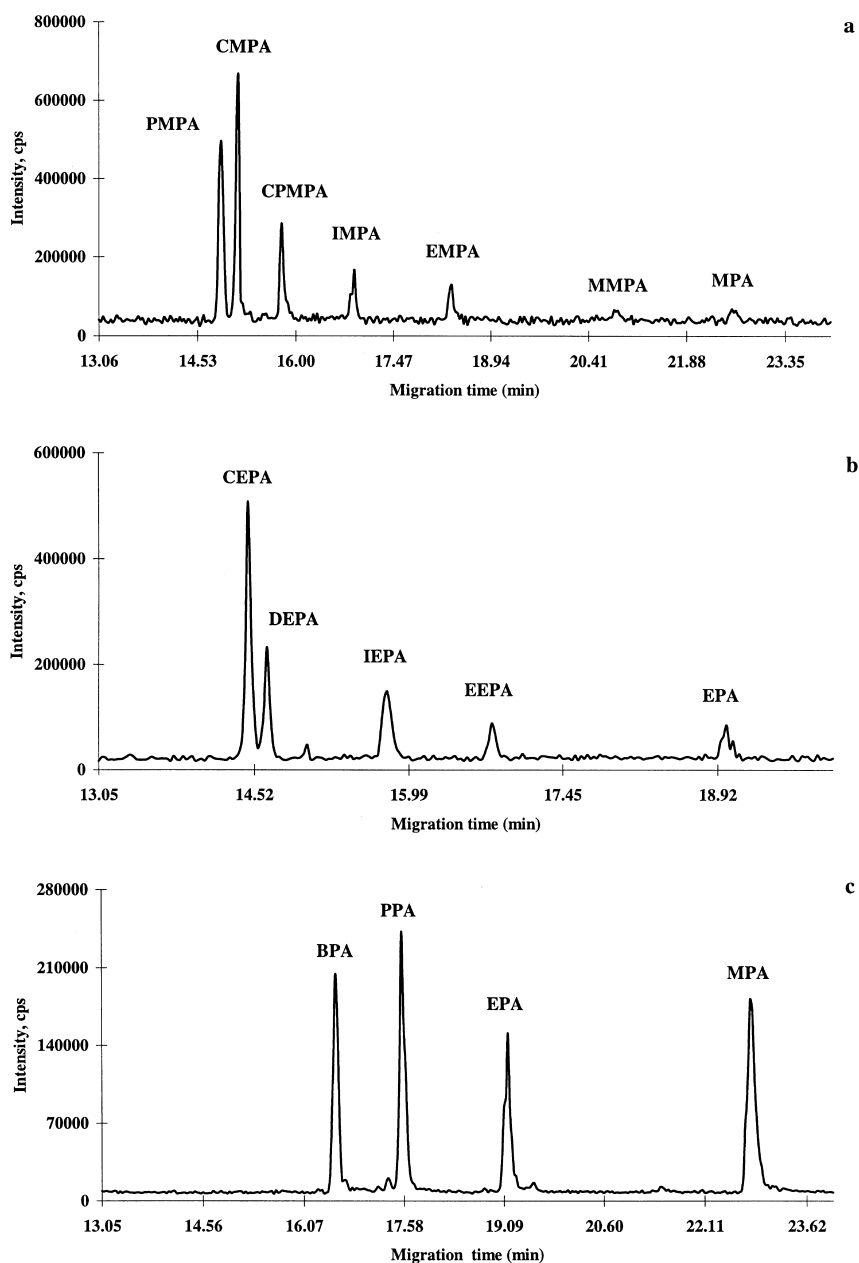 a
800000
CMPA
600000
PMPA
Intensity, cps
400000
CPMPA
IMPA
EMPA
200000
MMPA
MPA
0
13.06 14.53 16.00 17.47 18.94 20.41 21.88 23.35
Migration time (min)
b
600000
CEPA
400000
Intensity, cps
DEPA
200000
IEPA
EEPA
EPA
0
13.05 14.52 15.99 17.45 18.92
Migration time (min)
c
280000
PPA
BPA
210000
MPA
EPA
Intensity, cps
140000
70000
0
13.05 14.56 16.07 17.58 19.09 20.60 22.11 23.62
Migration time (min)